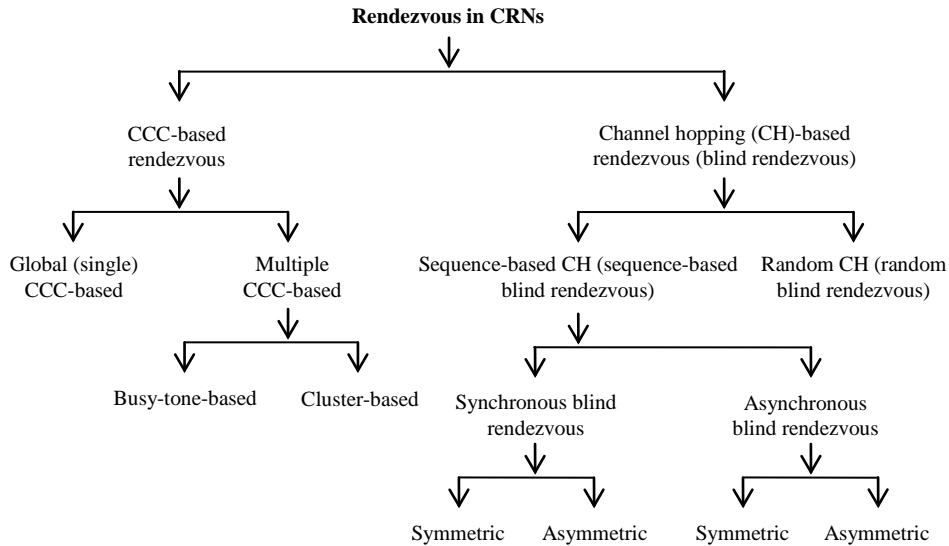 Rendezvous in CRNs
CCC-based
rendezvous
Channel hopping (CH)-based
rendezvous (blind rendezvous)
Global (single)
CCC-based
Multiple
CCC-based
Sequence-based CH (sequence-based
blind rendezvous)
Random CH (random
blind rendezvous)
Busy-tone-based
Cluster-based
Synchronous blind
rendezvous
Asynchronous
blind rendezvous
Symmetric
Asymmetric
Symmetric
Asymmetric